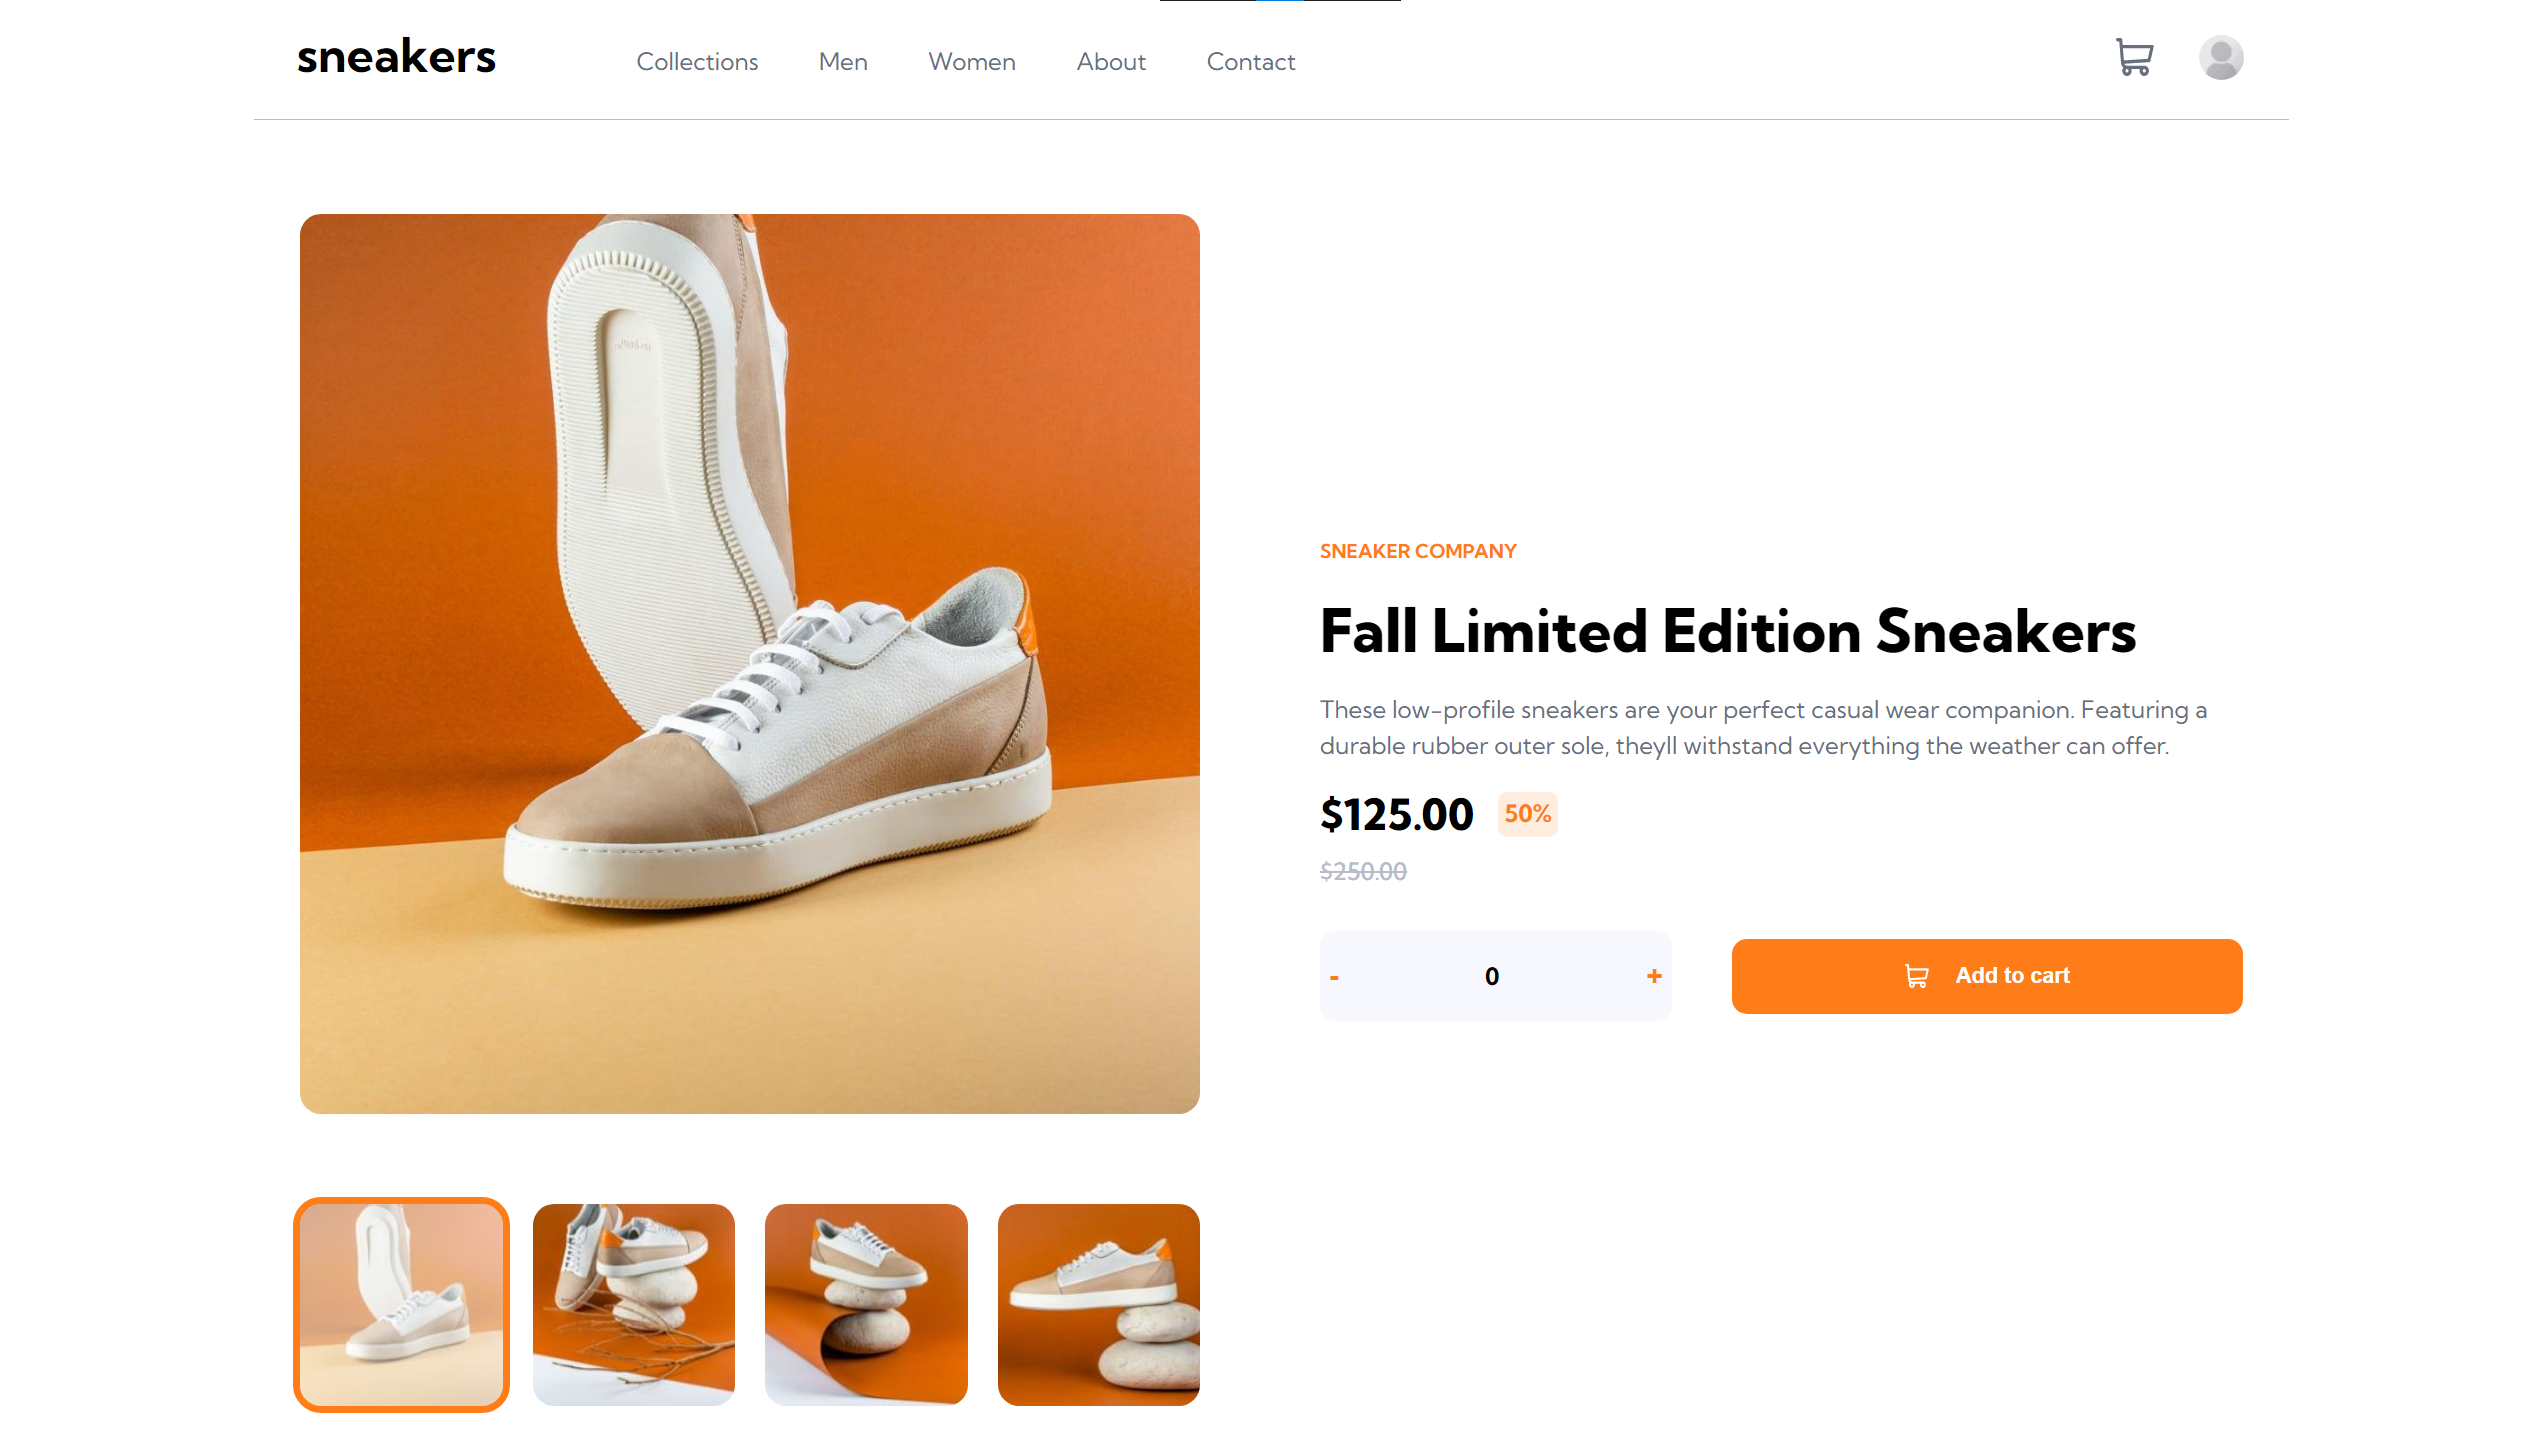 sneakers
Collections Men Women About Contact
SNEAKER COMPANY
Fall Limited Edition Sneakers
These low-profile sneakers are your perfect casual wear companion. Featuring a
durable rubber outer sole, theyll withstand everything the weather can offer.
$125.00 50%
$250.00
- 0 + Add to cart